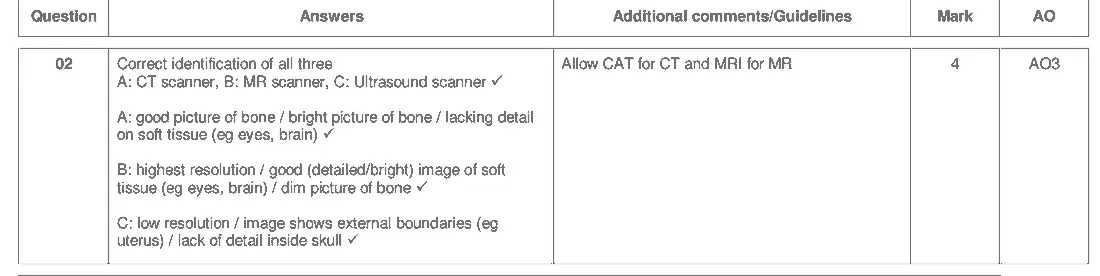 Question Answers Additional comments/Guidelines Mark AO
02 Correct identification of all three Allow CAT for CT and MRI for MR 4 AO3
A: CT scanner, B: MR scanner, C: Ultrasound scanner ✓
A: good picture of bone / bright picture of bone / lacking detail
on soft tissue (eg eyes, brain) ✓
B: highest resolution / good (detailed/bright) image of soft
tissue (eg eyes, brain) / dim picture of bone ✓
C: low resolution / image shows external boundaries (eg
uterus) / lack of detail inside skull ✓